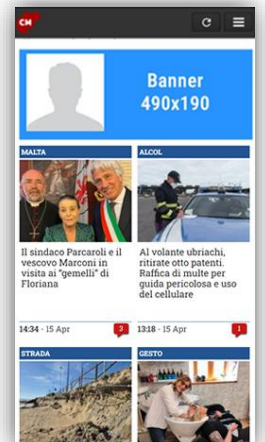 CM
Banner
490x190
MALTA
Il sindaco Parcaroli e il
vescovo Marconi in
visita ai "gemelli" di
Floriana
14:34 - 15 Apr
3
ALCOL
Al volante ubriachi,
ritirate otto patenti.
Raffica di multe per
guida pericolosa e uso
del cellulare
13:18 - 15 Apr
1
STRADA
GESTO